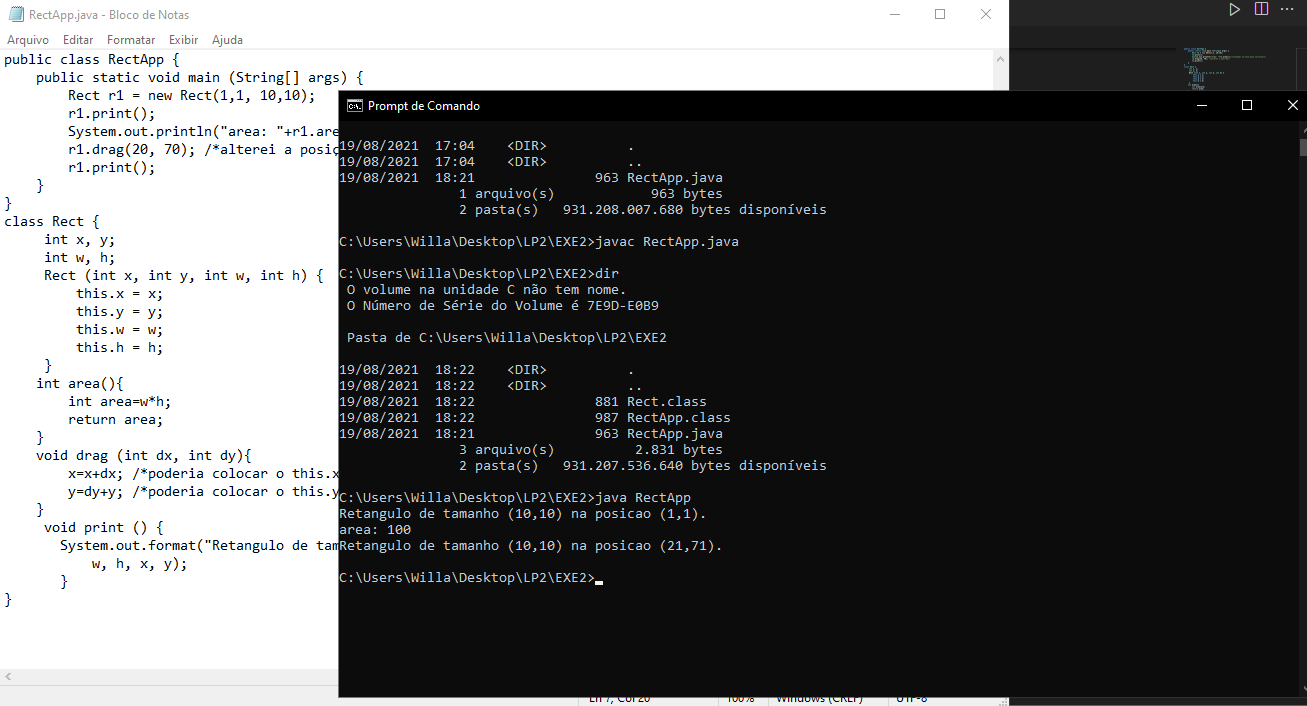 RectApp.java - Bloco de Notas
Arquivo Editar Formatar Exibir Ajuda
public class RectApp {
public static void main (String[] args) {
Rect r1 = new Rect(1,1, 10,10);
r1.print();
System.out.println("area: "+r1.are
r1.drag(20, 70); /*alterei a posiç
r1.print();
}
}
class Rect {
int x, y;
int w, h;
Rect (int x, int y, int w, int h) {
this.x = x;
this.y = y;
this.w = w;
this.h = h;
}
int area(){
int area=w*h;
return area;
}
void drag (int dx, int dy){
x=x+dx; /*poderia colocar o this.x
y=dy+y; /*poderia colocar o this.y
}
void print () {
System.out.format("Retangulo de tam
w, h, x, y);
}
}
Ln 7, Col 20 100% Windows (CRLF) UTF-8
Prompt de Comando
19/08/2021 17:04 <DIR> .
19/08/2021 17:04 <DIR> ..
19/08/2021 18:21 963 RectApp.java
1 arquivo(s) 963 bytes
2 pasta(s) 931.208.007.680 bytes disponíveis
C:\Users\Willa\Desktop\LP2\EXE2>javac RectApp.java
C:\Users\Willa\Desktop\LP2\EXE2>dir
O volume na unidade C não tem nome.
O Número de Série do Volume é 7E9D-E0B9
Pasta de C:\Users\Willa\Desktop\LP2\EXE2
19/08/2021 18:22 <DIR> .
19/08/2021 18:22 <DIR> ..
19/08/2021 18:22 881 Rect.class
19/08/2021 18:22 987 RectApp.class
19/08/2021 18:21 963 RectApp.java
3 arquivo(s) 2.831 bytes
2 pasta(s) 931.207.536.640 bytes disponíveis
C:\Users\Willa\Desktop\LP2\EXE2>java RectApp
Retangulo de tamanho (10,10) na posicao (1,1).
area: 100
Retangulo de tamanho (10,10) na posicao (21,71).
C:\Users\Willa\Desktop\LP2\EXE2>